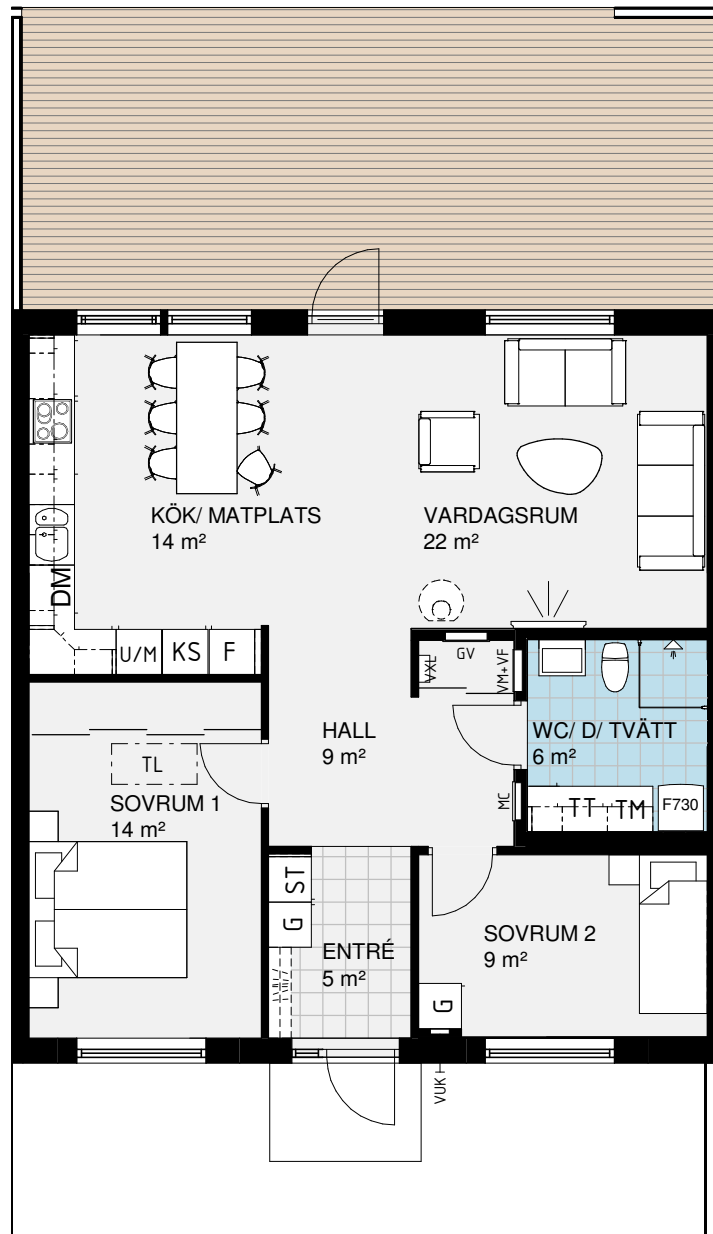 KÖK/ MATPLATS
14 m²
VARDAGSRUM
22 m²
DM
U/M
KS
F
VXL
GV
VM+VF
HALL
9 m²
WC/ D/ TVÄTT
6 m²
TL
SOVRUM 1
14 m²
MC
TT
TM
F730
ST
G
ENTRÉ
5 m²
SOVRUM 2
9 m²
G
VUK